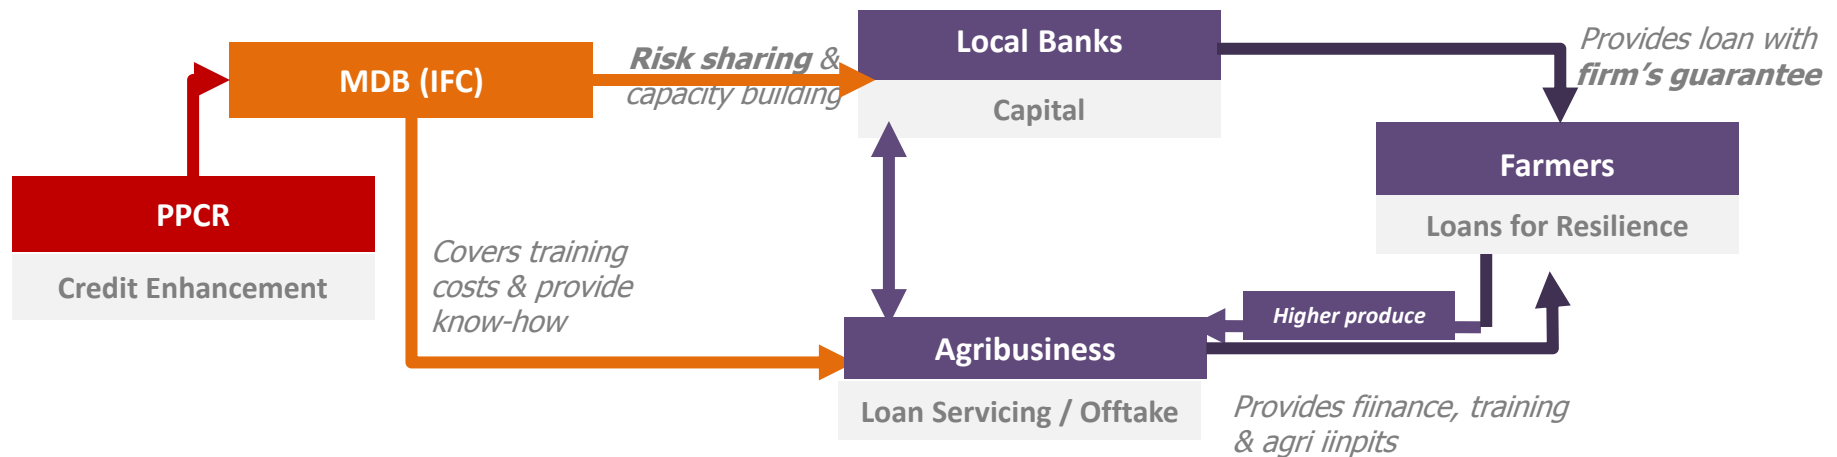 Local Banks
Capital
MDB (IFC)
Risk sharing &
capacity building
Provides loan with
firm's guarantee
Farmers
Loans for Resilience
PPCR
Credit Enhancement
Covers training
costs & provide
know-how
Higher produce
Agribusiness
Loan Servicing / Offtake
Provides fiinance, training
& agri iinpits